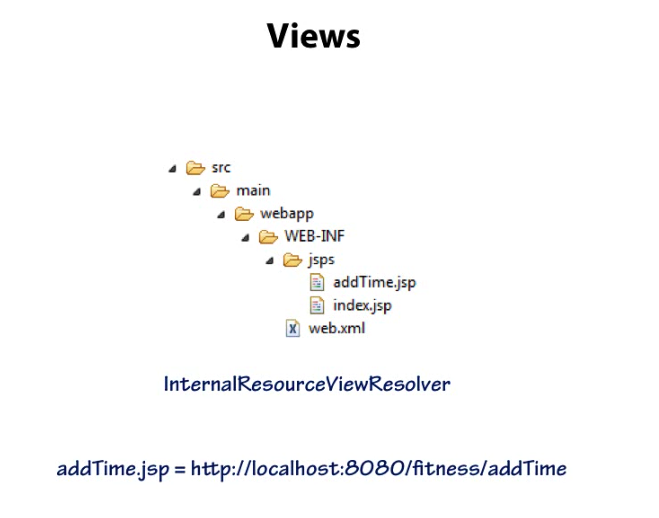 Views
src
main
webapp
WEB-INF
jsps
addTime.jsp
index.jsp
web.xml
InternalResourceViewResolver
addTime.jsp = http://localhost:8080/fitness/addTime